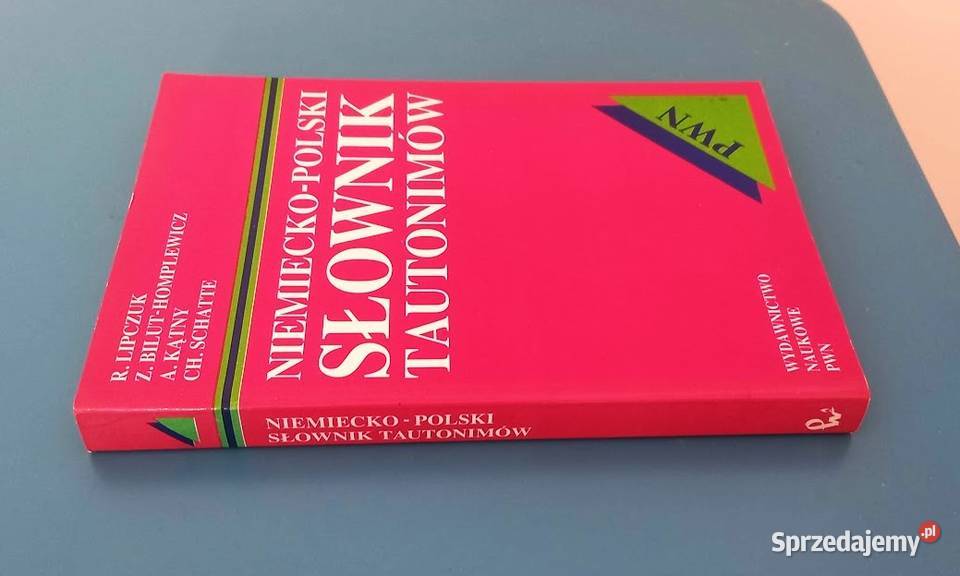 R. LIPCZUK
Z. BILUT-HOMPLEWICZ
A. KĄTNY
CH. SCHATTE
NIEMIECKO-POLSKI
SŁOWNIK
TAUTONIMÓW
PWN
WYDAWNICTWO
NAUKOWE
PWN
NIEMIECKO-POLSKI
SŁOWNIK TAUTONIMÓW
Sprzedajemy.pl